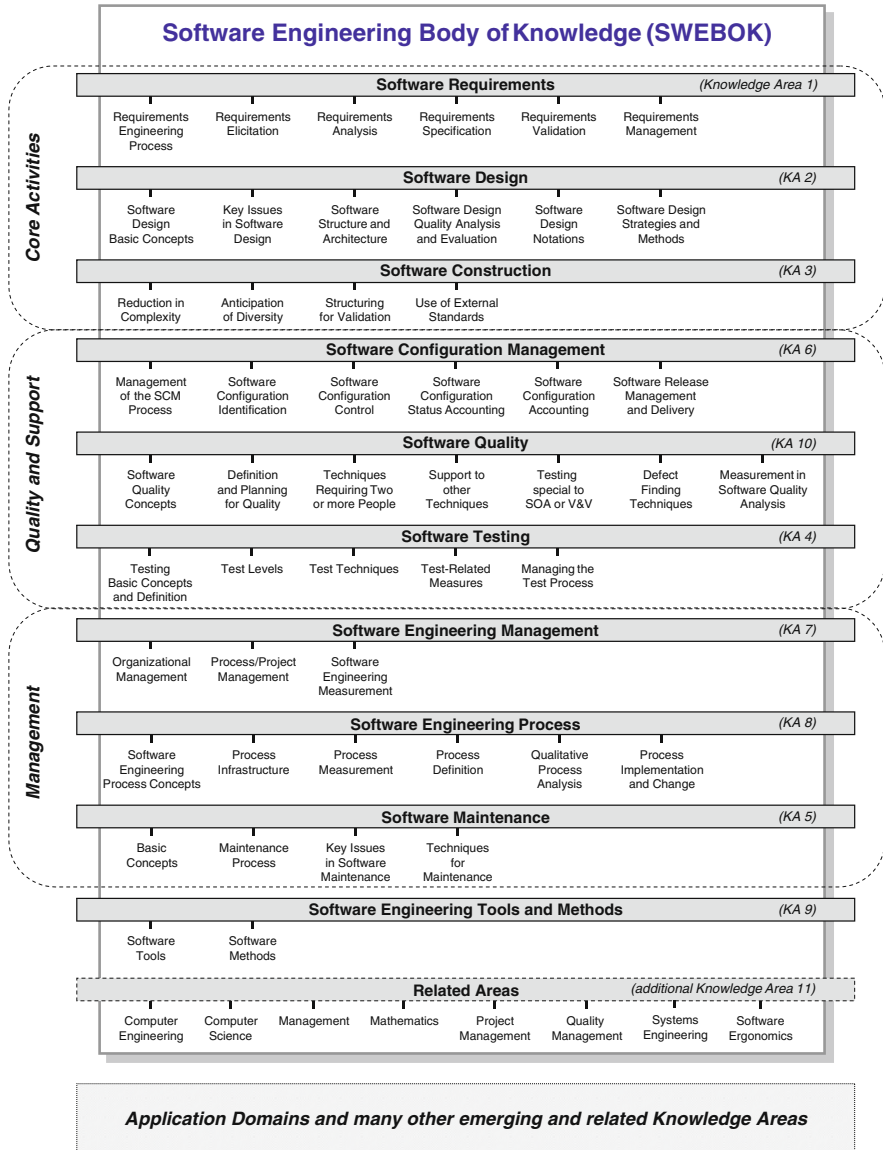 Software Engineering Body of Knowledge (SWEBOK)
Core Activities
Software Requirements (Knowledge Area 1)
Requirements Engineering Process
Requirements Elicitation
Requirements Analysis
Requirements Specification
Requirements Validation
Requirements Management
Software Design (KA 2)
Software Design Basic Concepts
Key Issues in Software Design
Software Structure and Architecture
Software Design Quality Analysis and Evaluation
Software Design Notations
Software Design Strategies and Methods
Software Construction (KA 3)
Reduction in Complexity
Anticipation of Diversity
Structuring for Validation
Use of External Standards
Quality and Support
Software Configuration Management (KA 6)
Management of the SCM Process
Software Configuration Identification
Software Configuration Control
Software Configuration Status Accounting
Software Configuration Accounting
Software Release Management and Delivery
Software Quality (KA 10)
Software Quality Concepts
Definition and Planning for Quality
Techniques Requiring Two or more People
Support to other Techniques
Testing special to SOA or V&V
Defect Finding Techniques
Measurement in Software Quality Analysis
Software Testing (KA 4)
Testing Basic Concepts and Definition
Test Levels
Test Techniques
Test-Related Measures
Managing the Test Process
Management
Software Engineering Management (KA 7)
Organizational Management
Process/Project Management
Software Engineering Measurement
Software Engineering Process (KA 8)
Software Engineering Process Concepts
Process Infrastructure
Process Measurement
Process Definition
Qualitative Process Analysis
Process Implementation and Change
Software Maintenance (KA 5)
Basic Concepts
Maintenance Process
Key Issues in Software Maintenance
Techniques for Maintenance
Software Engineering Tools and Methods (KA 9)
Software Tools
Software Methods
Related Areas (additional Knowledge Area 11)
Computer Engineering
Computer Science
Management
Mathematics
Project Management
Quality Management
Systems Engineering
Software Ergonomics
Application Domains and many other emerging and related Knowledge Areas